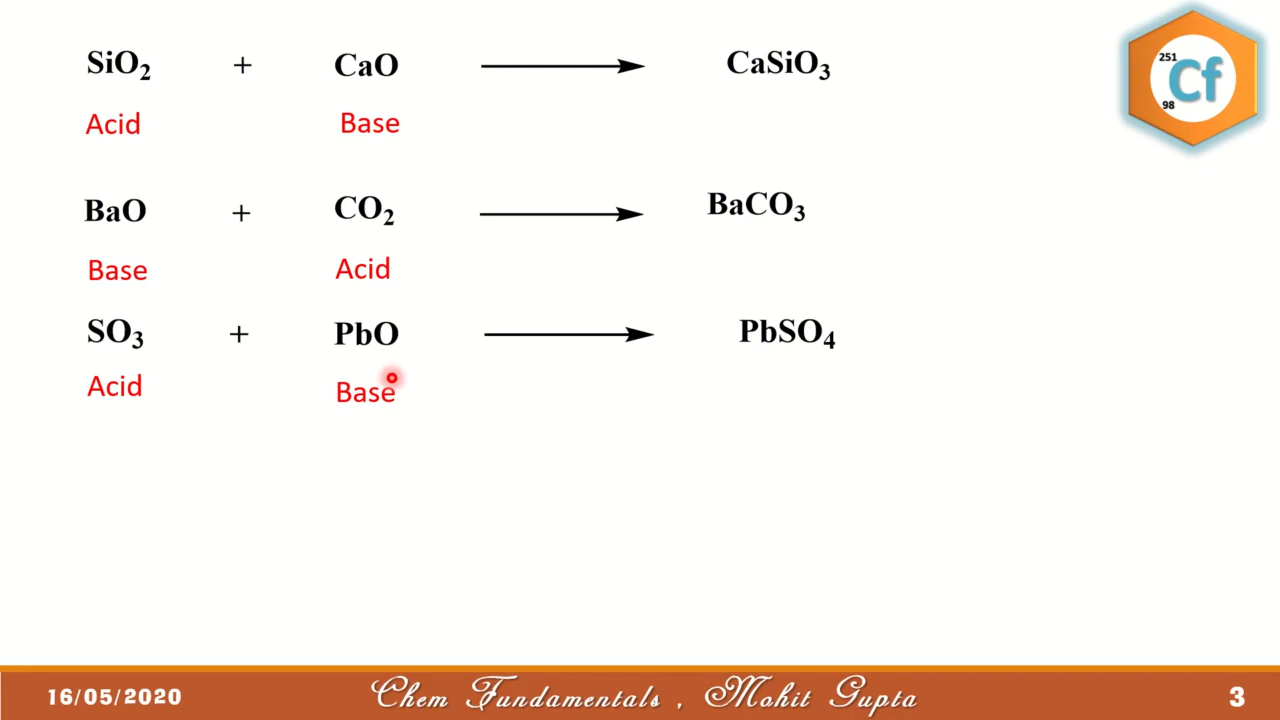 SiO₂ + CaO ⟶ CaSiO₃
Acid Base
BaO + CO₂ ⟶ BaCO₃
Base Acid
SO₃ + PbO ⟶ PbSO₄
Acid Base
251
Cf
98
16/05/2020 Chem Fundamentals , Mohit Gupta 3